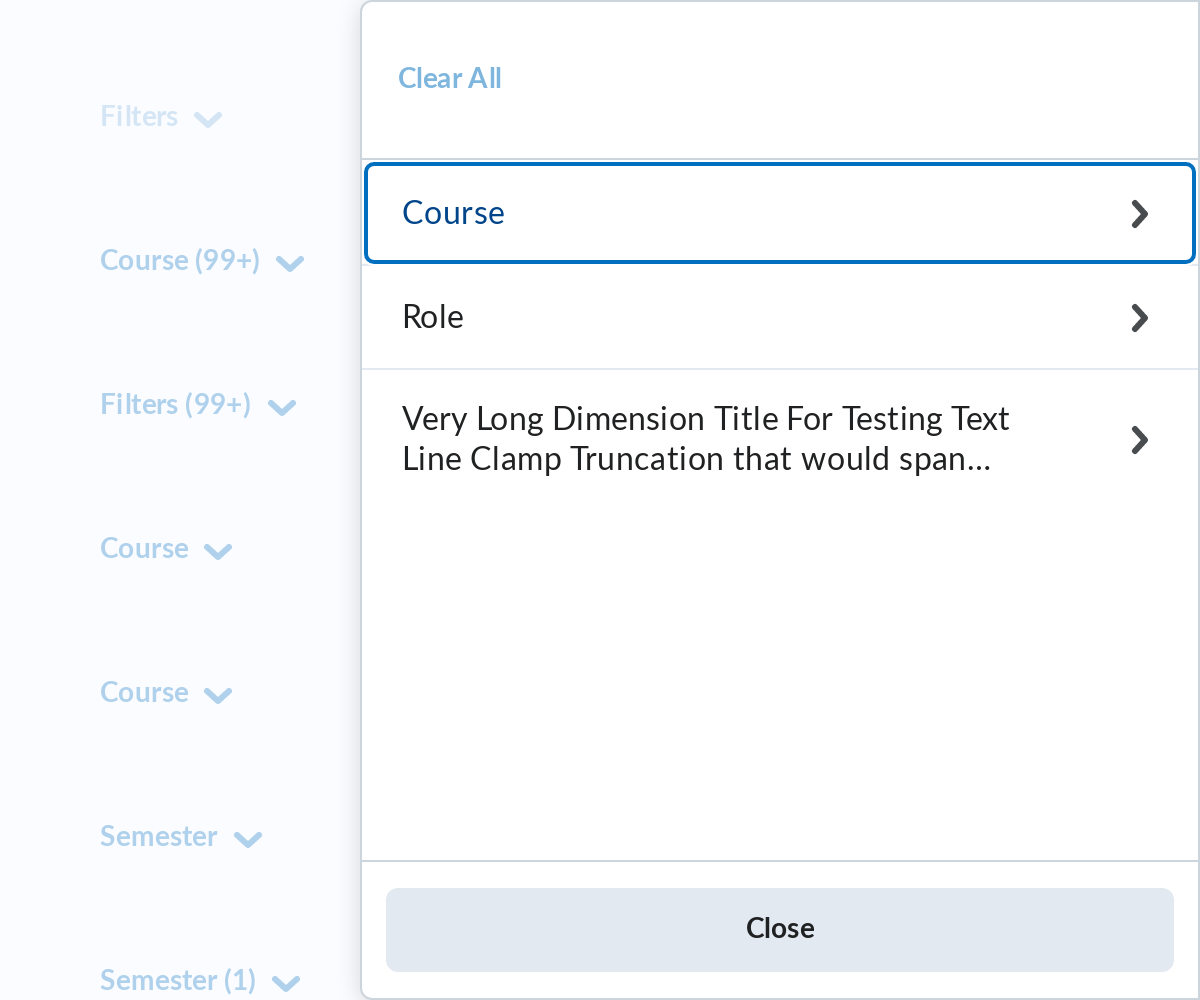 Filters
Course (99+)
Filters (99+)
Course
Course
Semester
Semester (1)
Clear All
Course
Role
Very Long Dimension Title For Testing Text
Line Clamp Truncation that would span...
Close